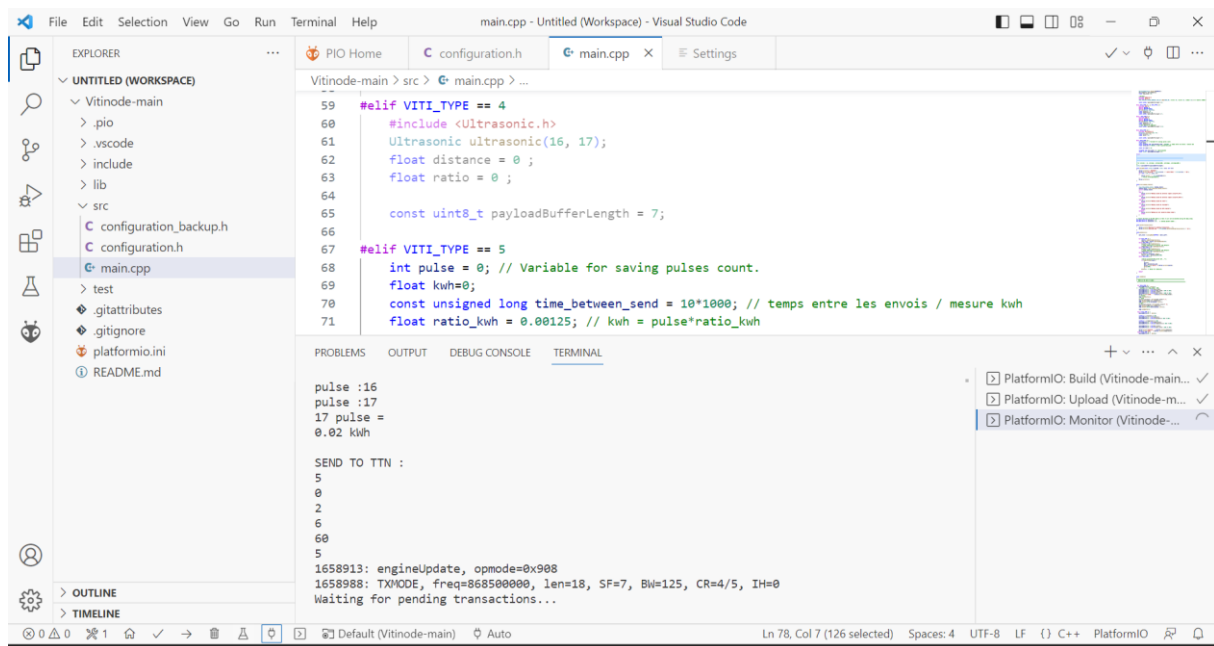 File Edit Selection View Go Run Terminal Help main.cpp - Untitled (Workspace) - Visual Studio Code
EXPLORER ...
UNTITLED (WORKSPACE)
Vitinode-main
.pio
.vscode
include
lib
src
C configuration_backup.h
C configuration.h
main.cpp
test
.gitattributes
.gitignore
platformio.ini
README.md
OUTLINE
TIMELINE
PIO Home C configuration.h main.cpp Settings
Vitinode-main > src > main.cpp > ...
59 #elif VITI_TYPE == 4
60 #include <Ultrasonic.h>
61 Ultrasonic ultrasonic(16, 17);
62 float distance = 0 ;
63 float ratio = 0 ;
64
65 const uint8_t payloadBufferLength = 7;
66
67 #elif VITI_TYPE == 5
68 int pulse = 0; // Variable for saving pulses count.
69 float kwh=0;
70 const unsigned long time_between_send = 10*1000; // temps entre les envois / mesure kwh
71 float ratio_kwh = 0.00125; // kwh = pulse*ratio_kwh
PROBLEMS OUTPUT DEBUG CONSOLE TERMINAL
pulse :16
pulse :17
17 pulse =
0.02 kWh
SEND TO TTN :
5
0
2
6
60
5
1658913: engineUpdate, opmode=0x908
1658988: TXMODE, freq=868500000, len=18, SF=7, BW=125, CR=4/5, IH=0
Waiting for pending transactions...
PlatformIO: Build (Vitinode-main...
PlatformIO: Upload (Vitinode-m...
PlatformIO: Monitor (Vitinode-...
0 0 1 Default (Vitinode-main) Auto Ln 78, Col 7 (126 selected) Spaces: 4 UTF-8 LF {} C++ PlatformIO